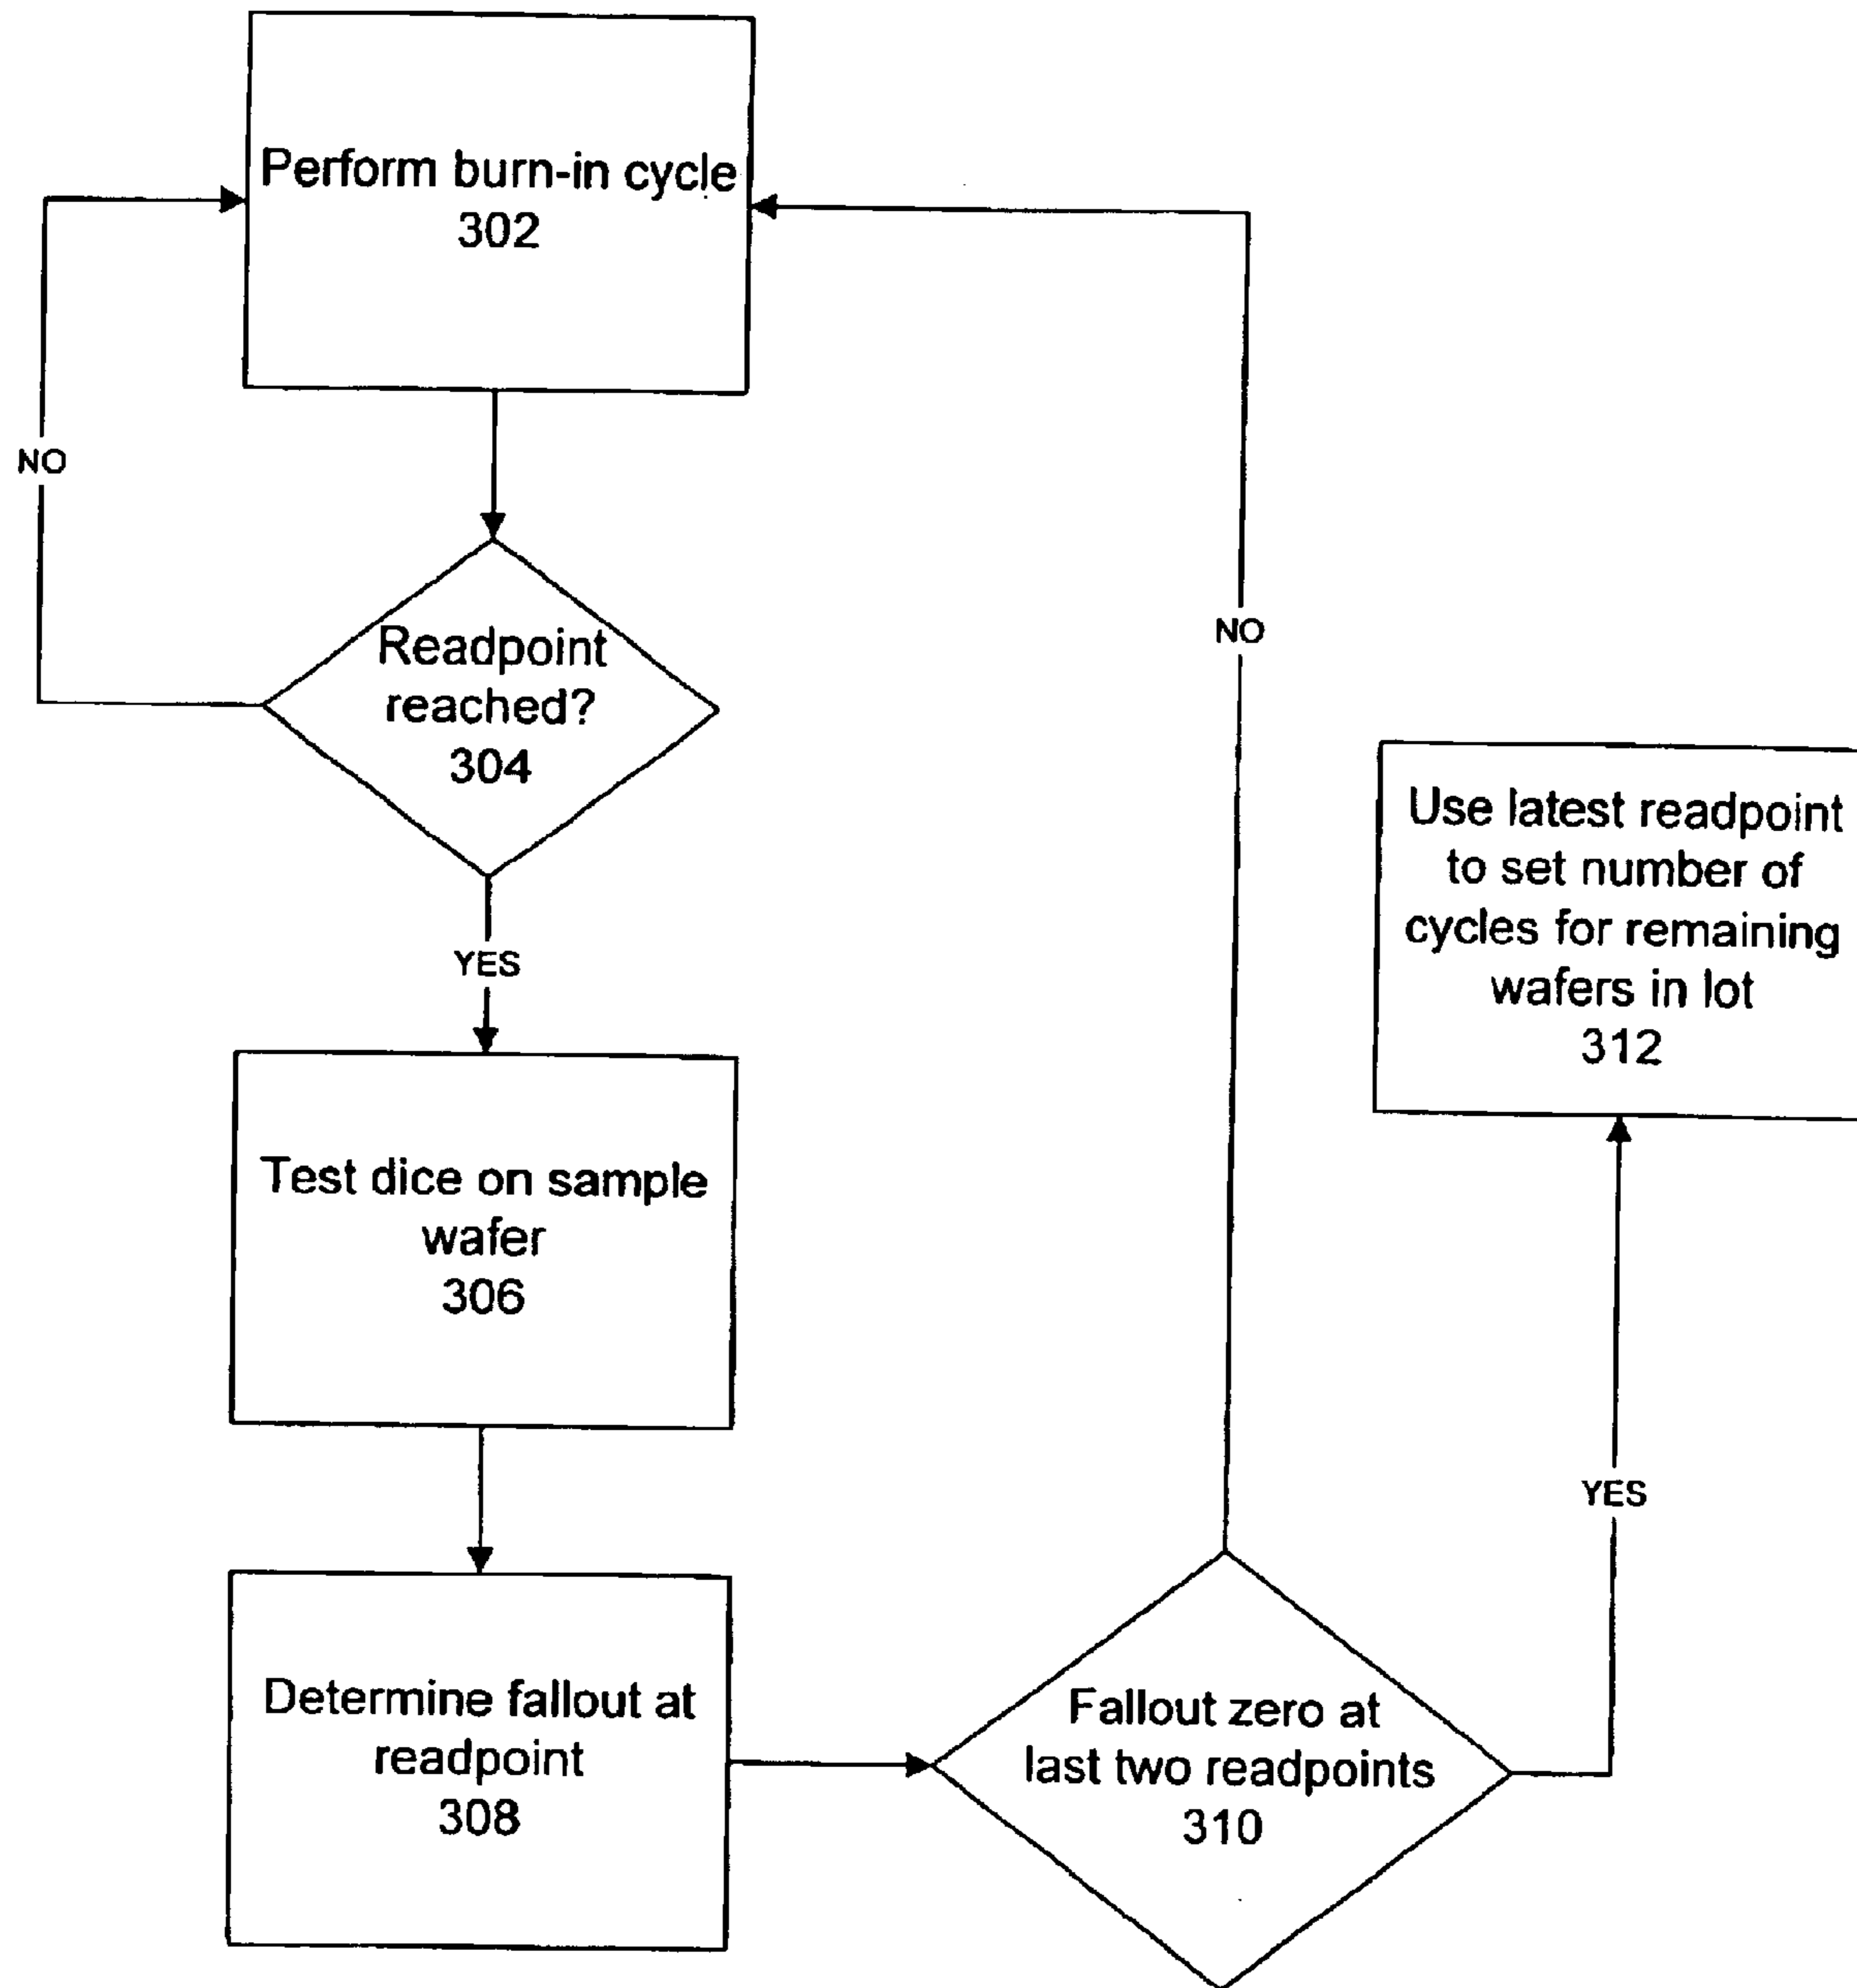 Perform burn-in cycle
302
NO
Readpoint
reached?
304
YES
Test dice on sample
wafer
306
Determine fallout at
readpoint
308
Fallout zero at
last two readpoints
310
NO
YES
Use latest readpoint
to set number of
cycles for remaining
wafers in lot
312